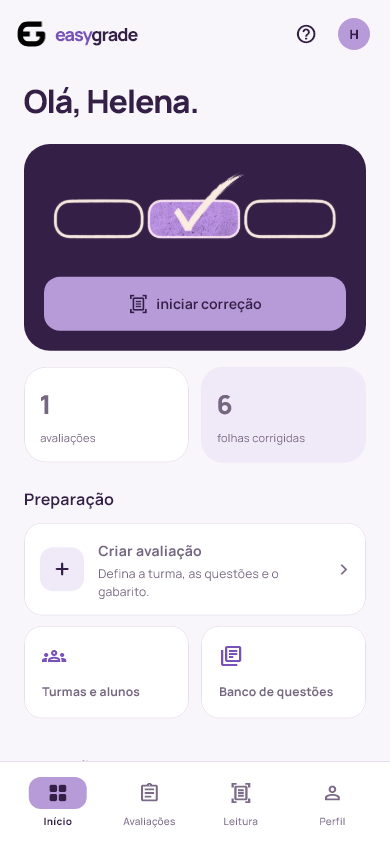 easygrade
H
Olá, Helena.
iniciar correção
1
avaliações
6
folhas corrigidas
Preparação
Criar avaliação
Defina a turma, as questões e o
gabarito.
Turmas e alunos
Banco de questões
Início
Avaliações
Leitura
Perfil